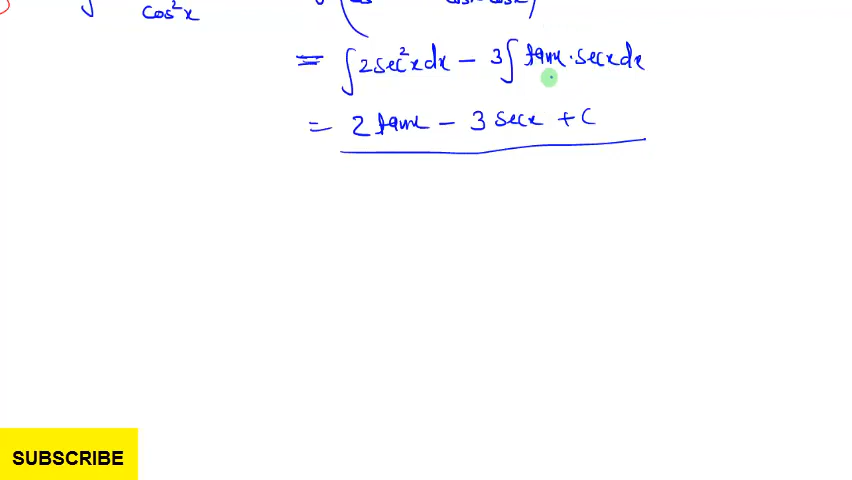 cos²x
= ∫2sec²x dx − 3∫tanx·secx dx
= 2 tanx − 3 secx + C
SUBSCRIBE